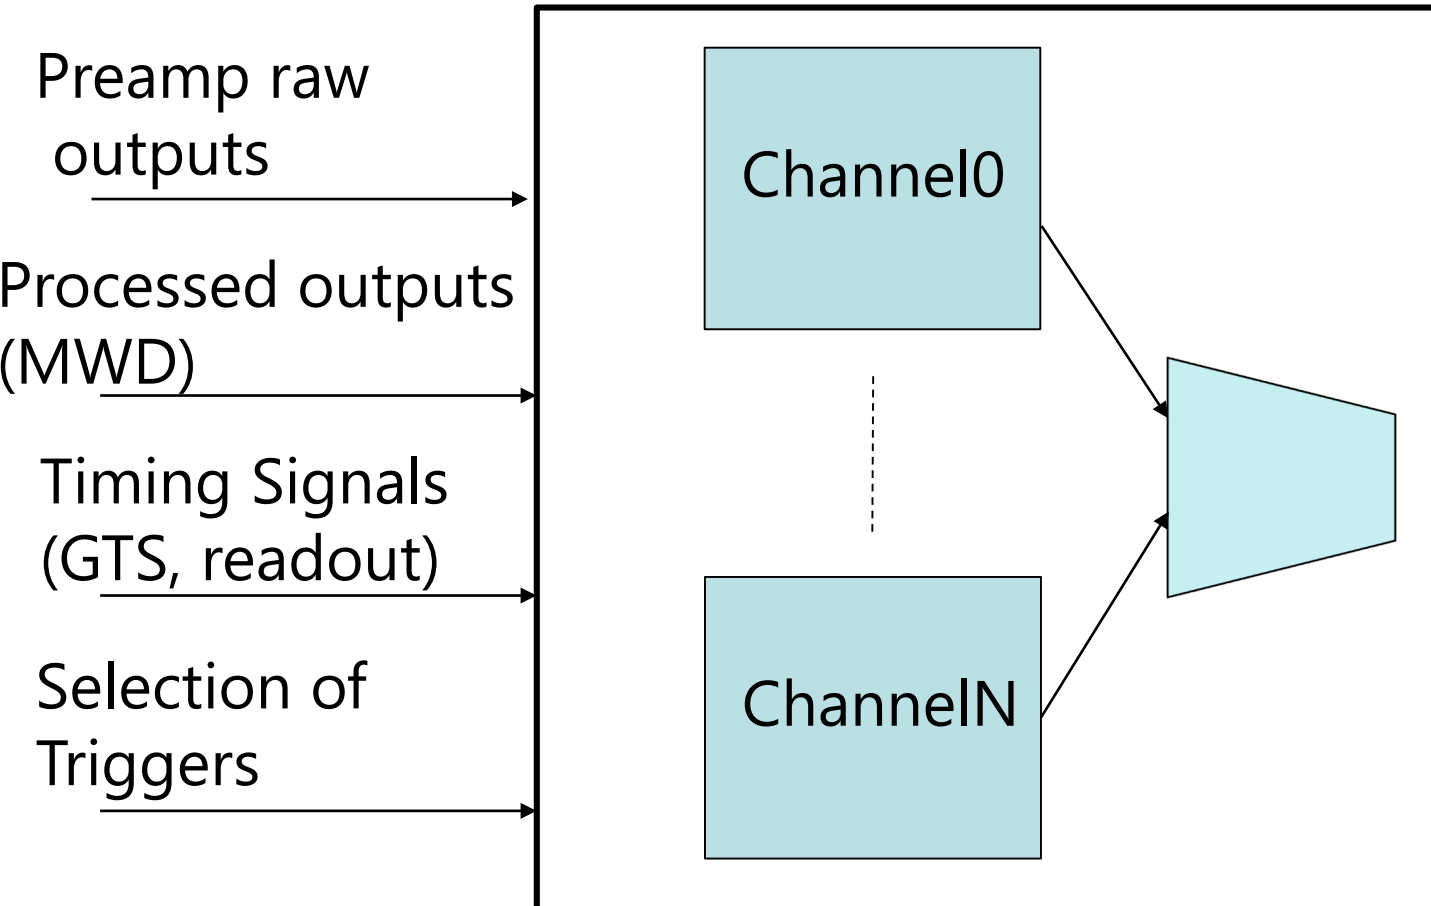 Preamp raw
outputs
Processed outputs
(MWD)
Timing Signals
(GTS, readout)
Selection of
Triggers
Channel0
ChannelN